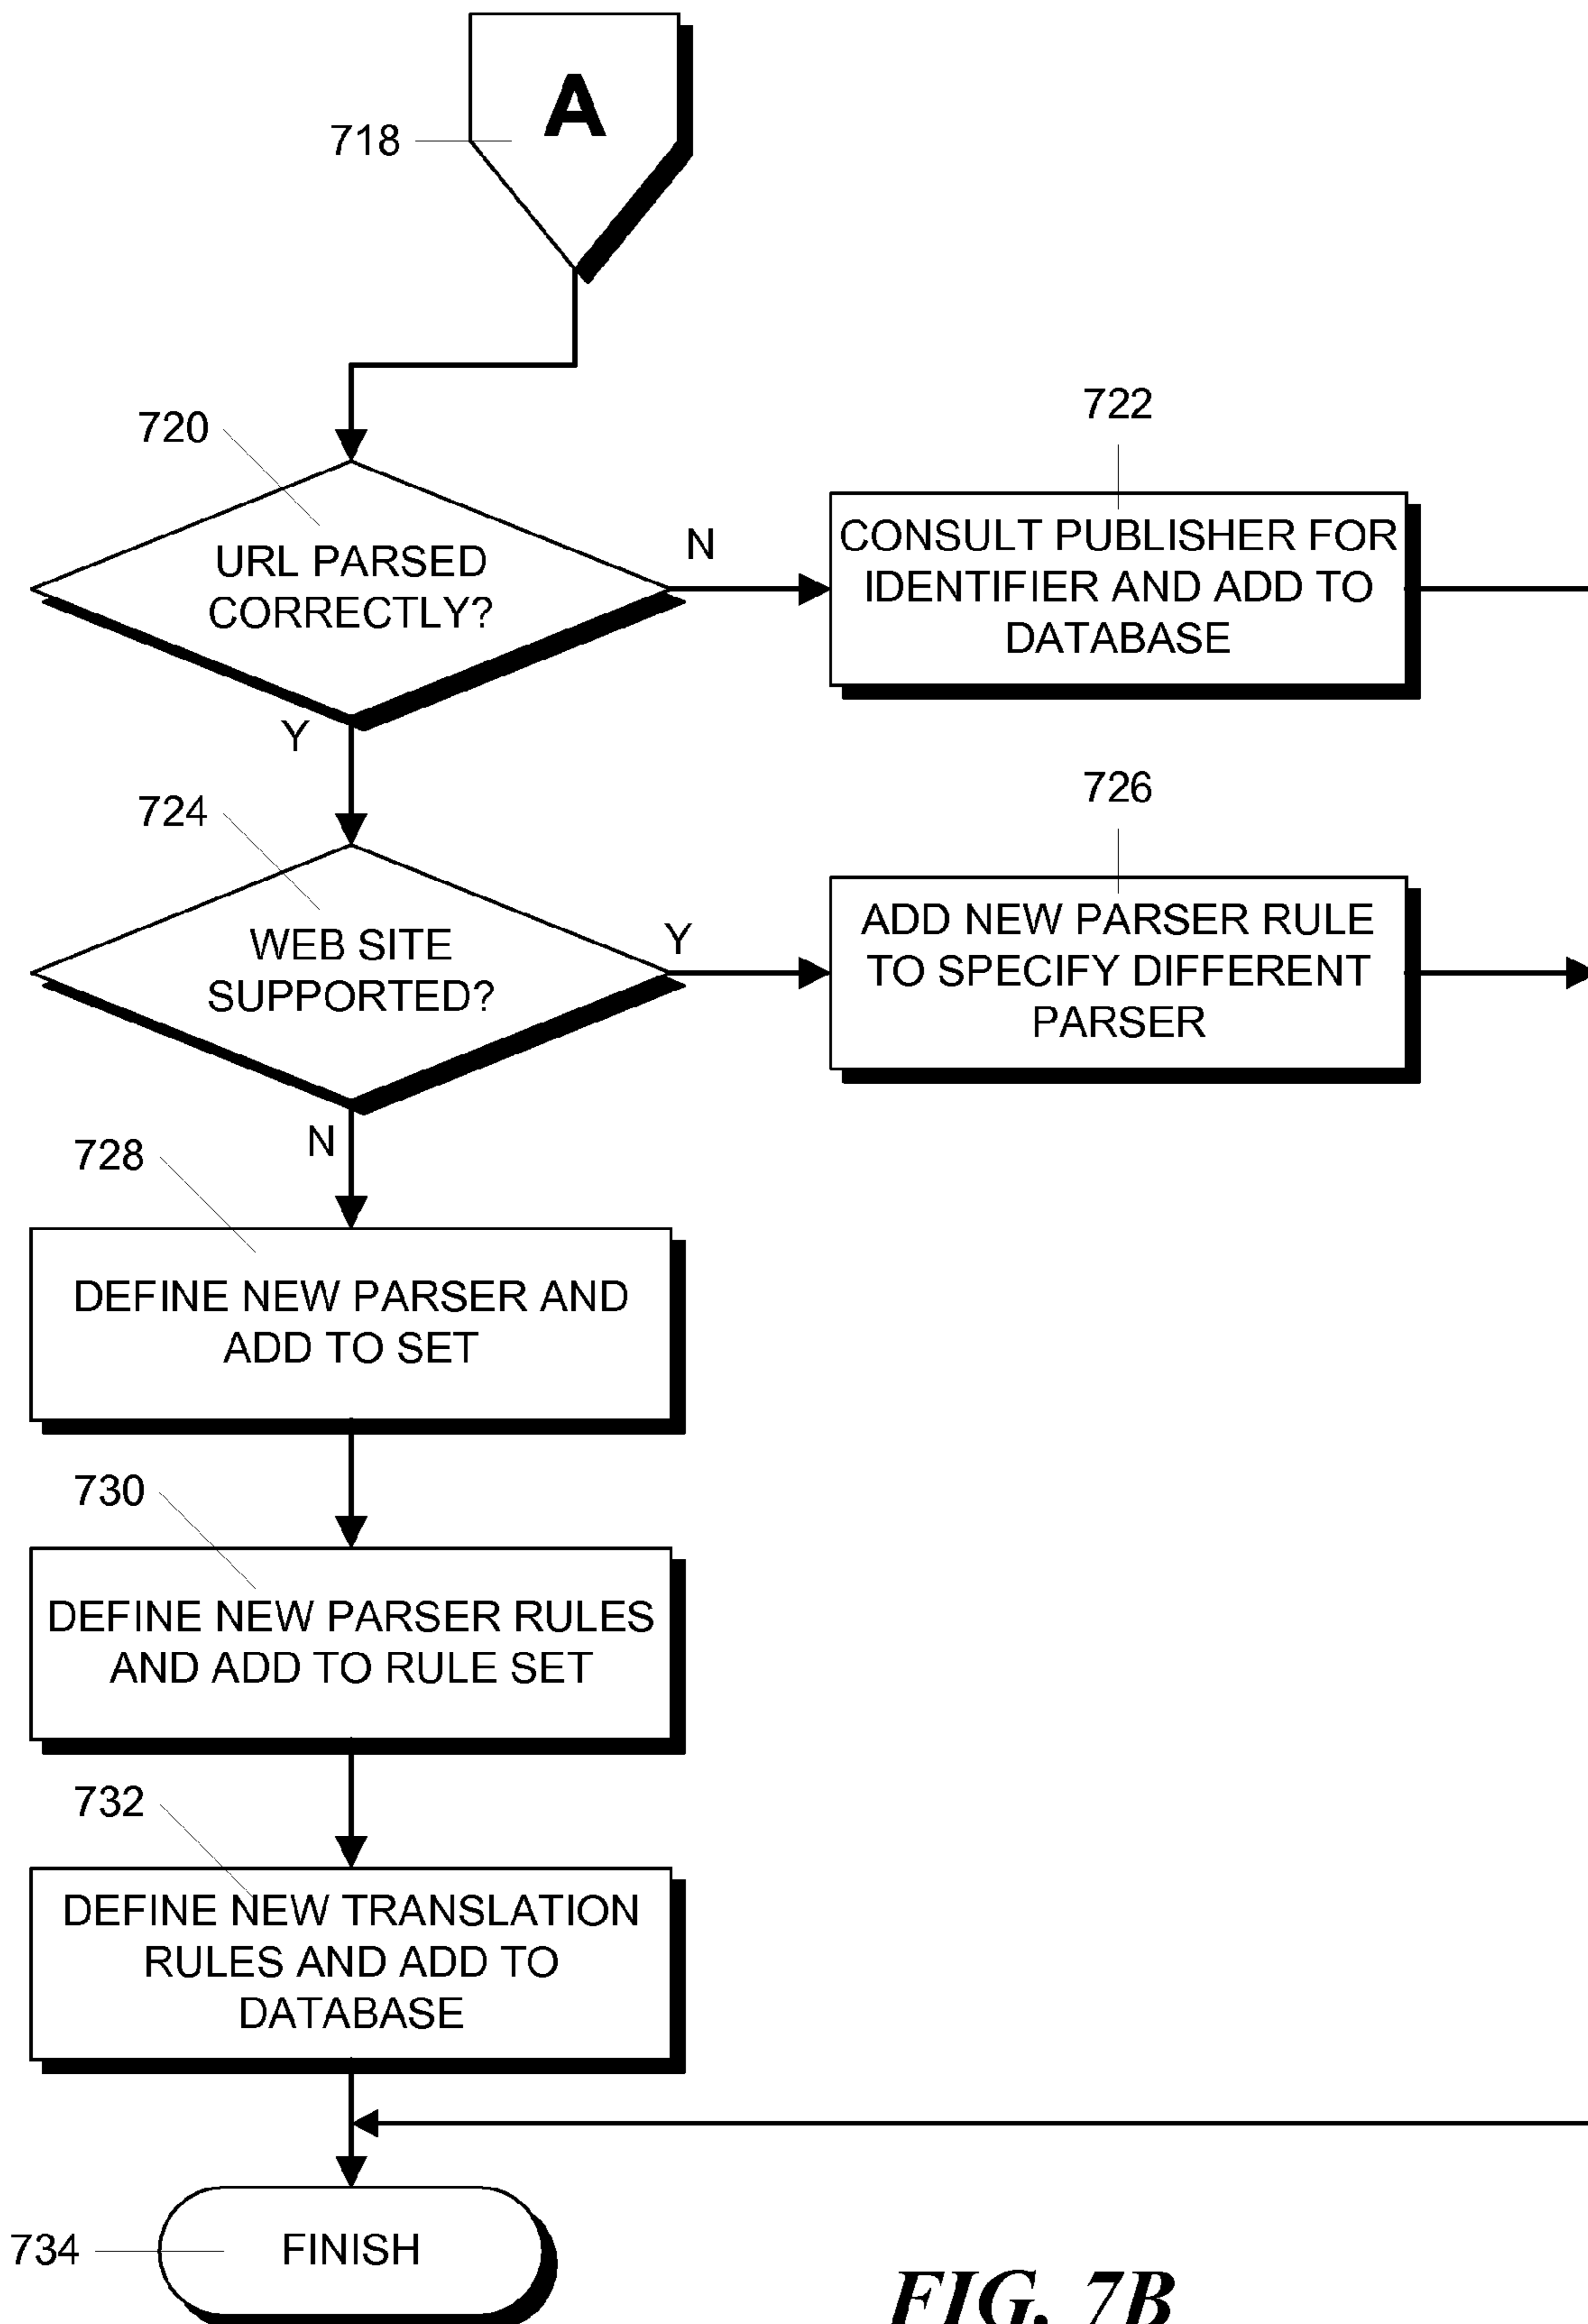 A
718
720
URL PARSED
CORRECTLY?
N
Y
722
CONSULT PUBLISHER FOR
IDENTIFIER AND ADD TO
DATABASE
724
WEB SITE
SUPPORTED?
Y
N
726
ADD NEW PARSER RULE
TO SPECIFY DIFFERENT
PARSER
728
DEFINE NEW PARSER AND
ADD TO SET
730
DEFINE NEW PARSER RULES
AND ADD TO RULE SET
732
DEFINE NEW TRANSLATION
RULES AND ADD TO
DATABASE
734
FINISH
FIG. 7B